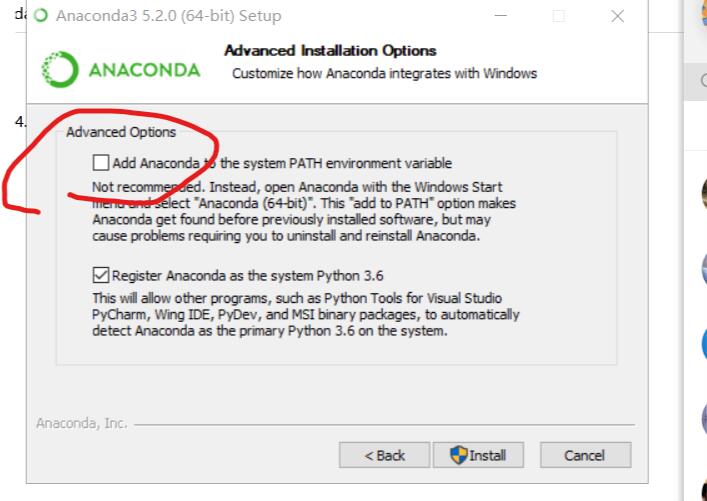 da
Anaconda3 5.2.0 (64-bit) Setup
Advanced Installation Options
Customize how Anaconda integrates with Windows
ANACONDA
4.
Advanced Options
Add Anaconda to the system PATH environment variable
Not recommended. Instead, open Anaconda with the Windows Start
menu and select "Anaconda (64-bit)". This "add to PATH" option makes
Anaconda get found before previously installed software, but may
cause problems requiring you to uninstall and reinstall Anaconda.
Register Anaconda as the system Python 3.6
This will allow other programs, such as Python Tools for Visual Studio
PyCharm, Wing IDE, PyDev, and MSI binary packages, to automatically
detect Anaconda as the primary Python 3.6 on the system.
Anaconda, Inc.
< Back Install Cancel